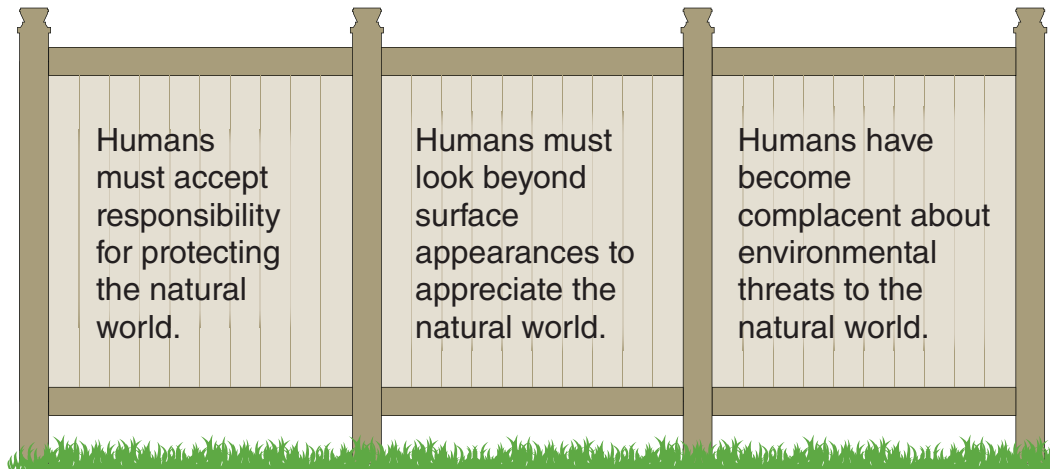 Humans
must accept
responsibility
for protecting
the natural
world.
Humans must
look beyond
surface
appearances to
appreciate the
natural world.
Humans have
become
complacent about
environmental
threats to the
natural world.